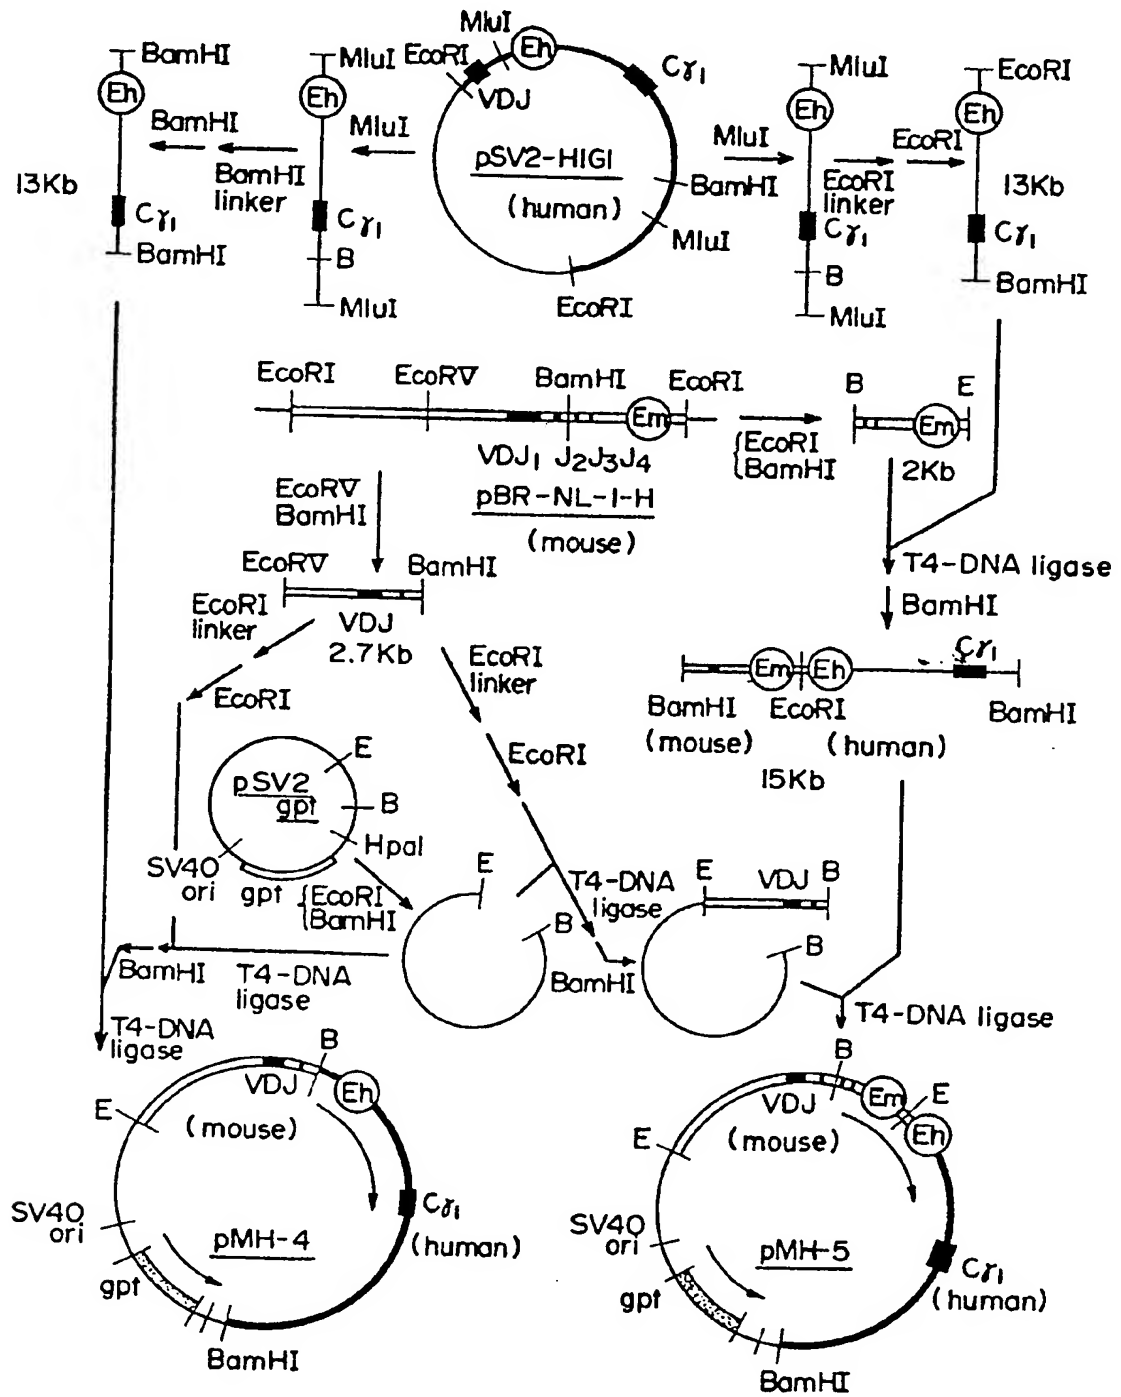 BamHI
Eh
BamHI
BamHI
linker
13Kb
Cγ1
BamHI
MluI
Eh
MluI
Cγ1
B
MluI
MluI
EcoRI
Eh
VDJ
Cγ1
pSV2-HIGI
(human)
BamHI
MluI
EcoRI
MluI
MluI
Eh
EcoRI
linker
Cγ1
B
MluI
EcoRI
EcoRI
Eh
13Kb
Cγ1
BamHI
EcoRI
EcoRV
BamHI
EcoRI
Em
VDJ1 J2J3J4
pBR-NL-I-H
(mouse)
EcoRI
BamHI
B
E
Em
2Kb
EcoRV
BamHI
EcoRV
BamHI
VDJ
2.7Kb
T4-DNA ligase
BamHI
EcoRI
linker
EcoRI
EcoRI
linker
EcoRI
Em
Eh
Cγ1
BamHI
EcoRI
BamHI
(mouse)
(human)
15Kb
pSV2
gpt
E
B
HpaI
SV40
ori
gpt
EcoRI
BamHI
E
B
T4-DNA
ligase
BamHI
E
VDJ
B
B
BamHI
T4-DNA
ligase
T4-DNA
ligase
T4-DNA ligase
B
VDJ
Eh
E
(mouse)
SV40
ori
pMH-4
Cγ1
(human)
gpt
BamHI
B
VDJ
Em
E
Eh
E
(mouse)
SV40
ori
pMH-5
Cγ1
(human)
gpt
BamHI